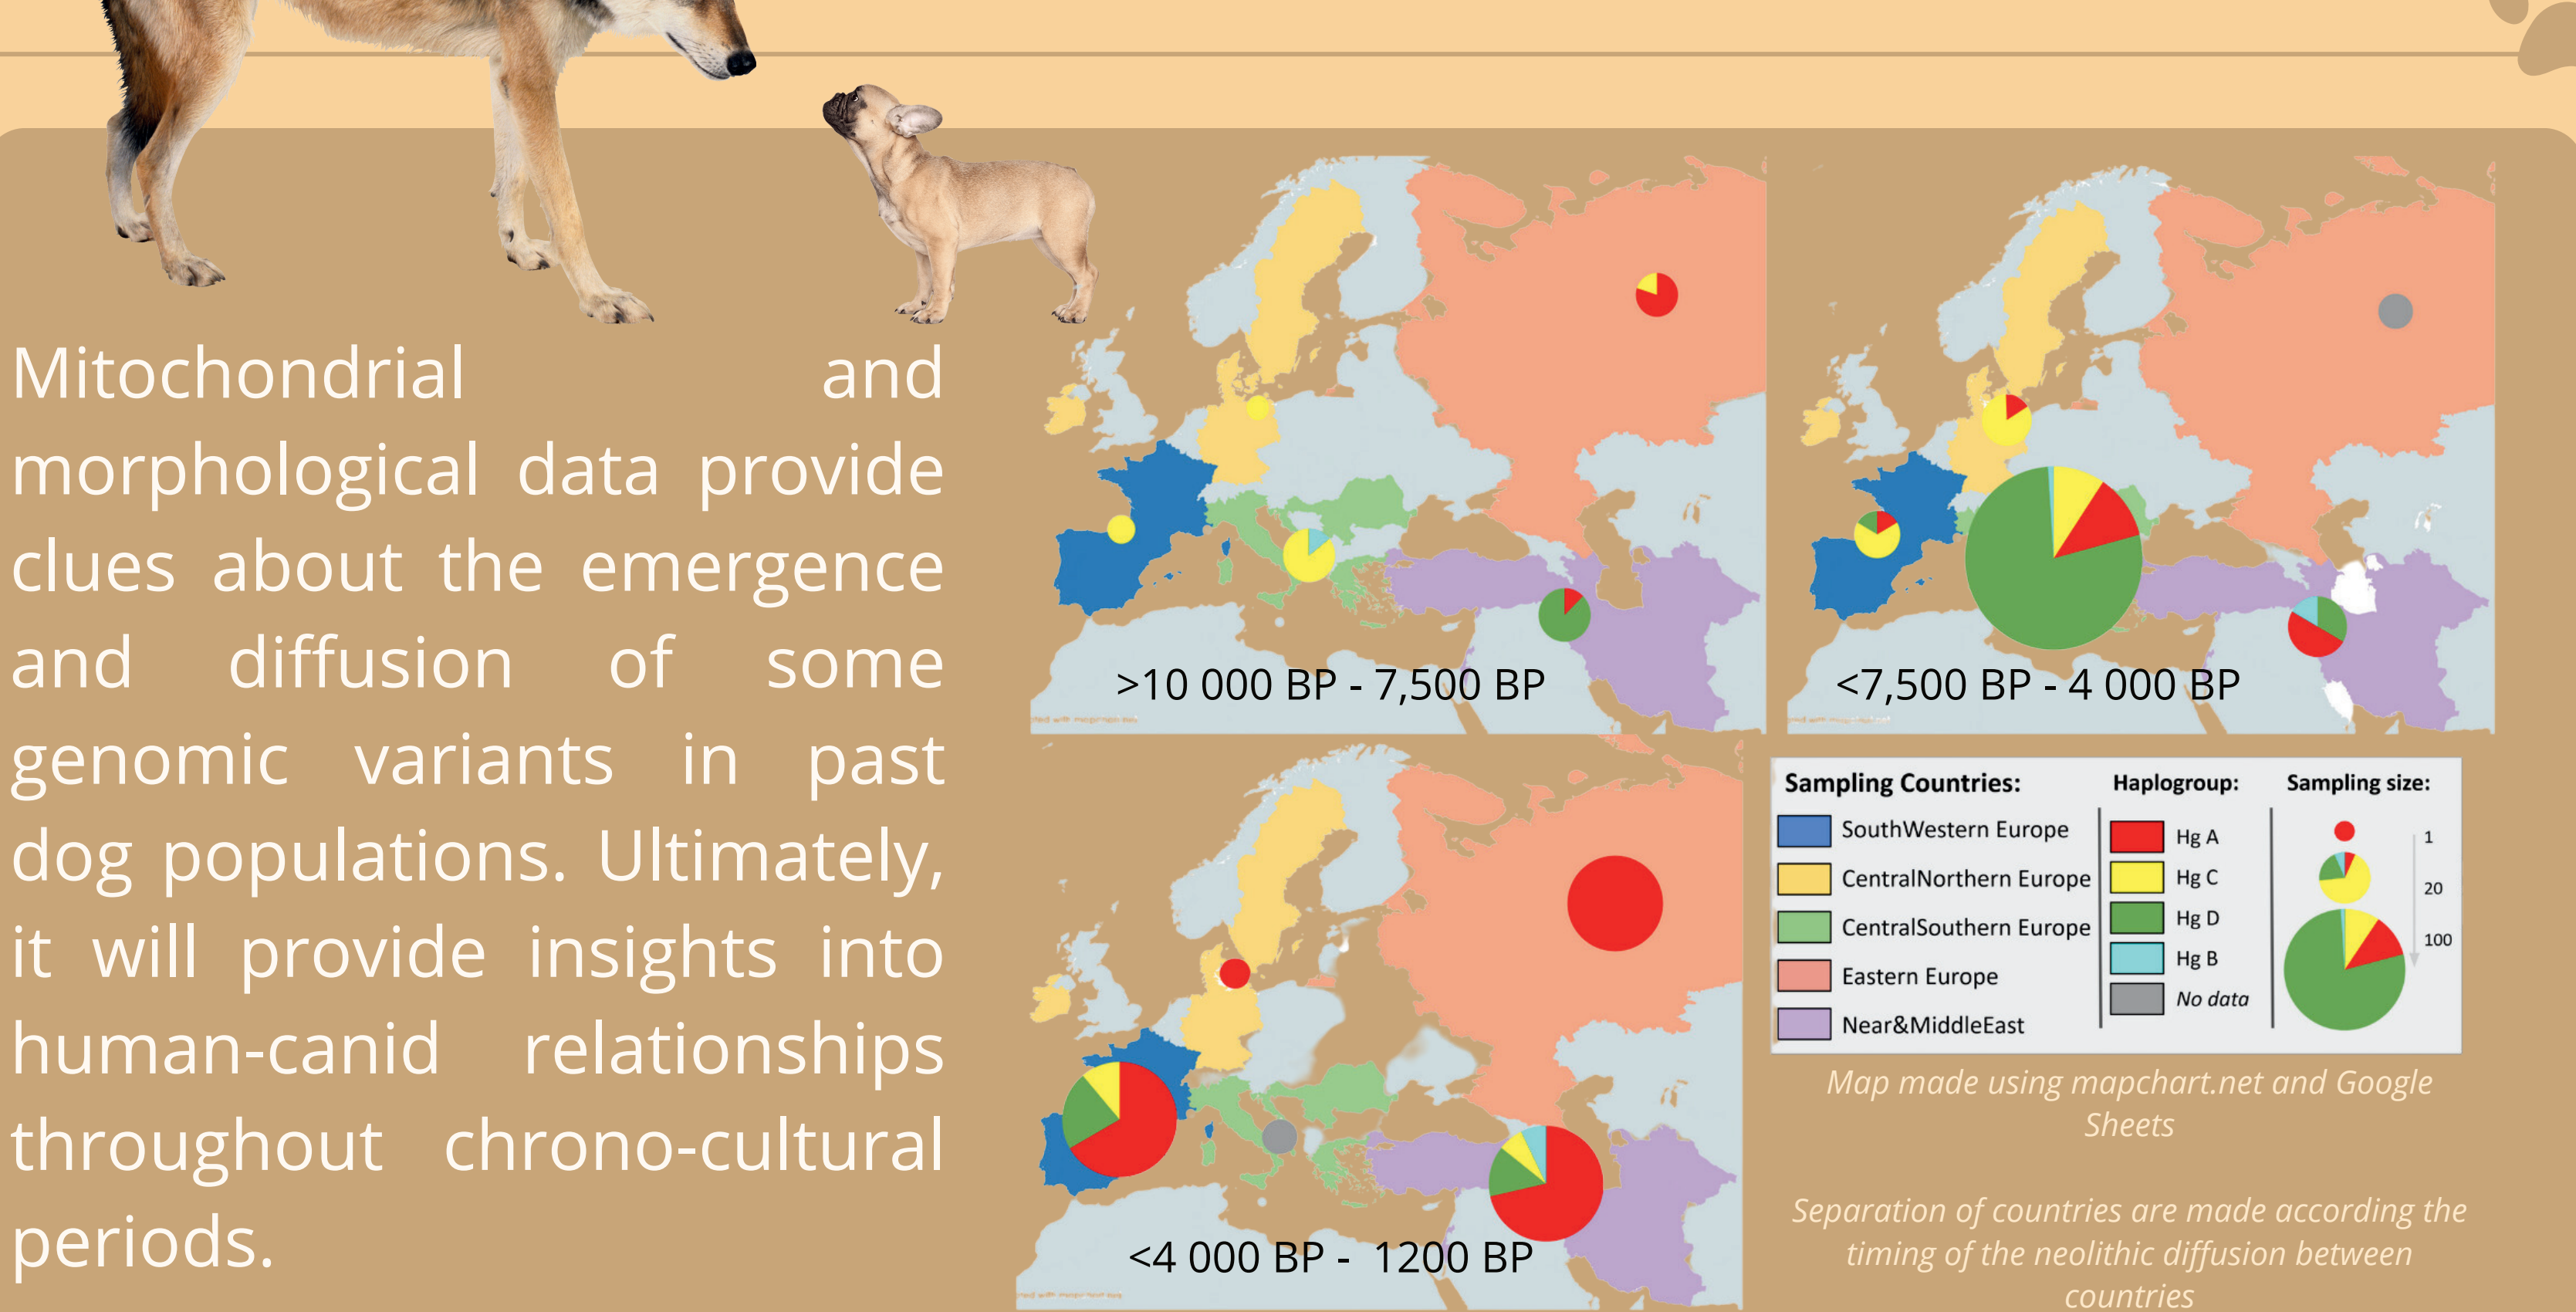 Mitochondrial and
morphological data provide
clues about the emergence
and diffusion of some
genomic variants in past
dog populations. Ultimately,
it will provide insights into
human-canid relationships
throughout chrono-cultural
periods.
>10 000 BP - 7,500 BP
<7,500 BP - 4 000 BP
<4 000 BP - 1200 BP
Sampling Countries:
SouthWestern Europe
CentralNorthern Europe
CentralSouthern Europe
Eastern Europe
Near&MiddleEast
Haplogroup:
Hg A
Hg C
Hg D
Hg B
No data
Sampling size:
1
20
100
Map made using mapchart.net and Google
Sheets
Separation of countries are made according the
timing of the neolithic diffusion between
countries